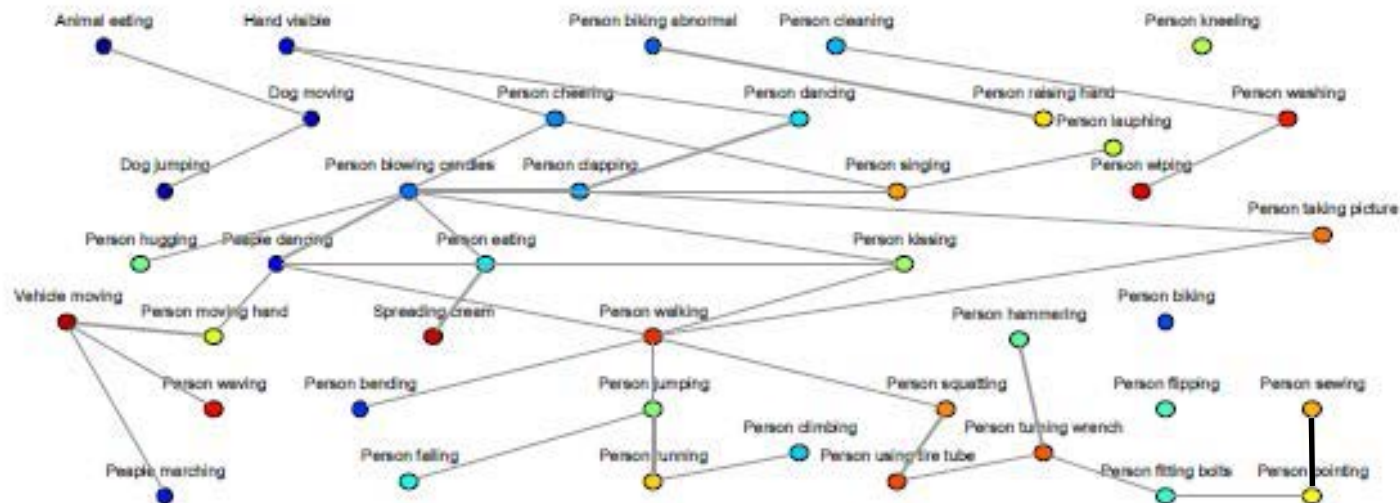 Animal eating
Hand visible
Person biking abnormal
Person cleaning
Person kneeling
Dog moving
Person cheering
Person dancing
Person raising hand
Person washing
Person lauphing
Dog jumping
Person blowing candles
Person clapping
Person singing
Person wiping
Person taking picture
Person hugging
People dancing
Person eating
Person kissing
Vehicle moving
Person moving hand
Spreading cream
Person walking
Person hammering
Person biking
Person waving
Person bending
Person jumping
Person squatting
Person flipping
Person sewing
People marching
Person falling
Person running
Person climbing
Person using tire tube
Person turning wrench
Person fitting bolts
Person pointing